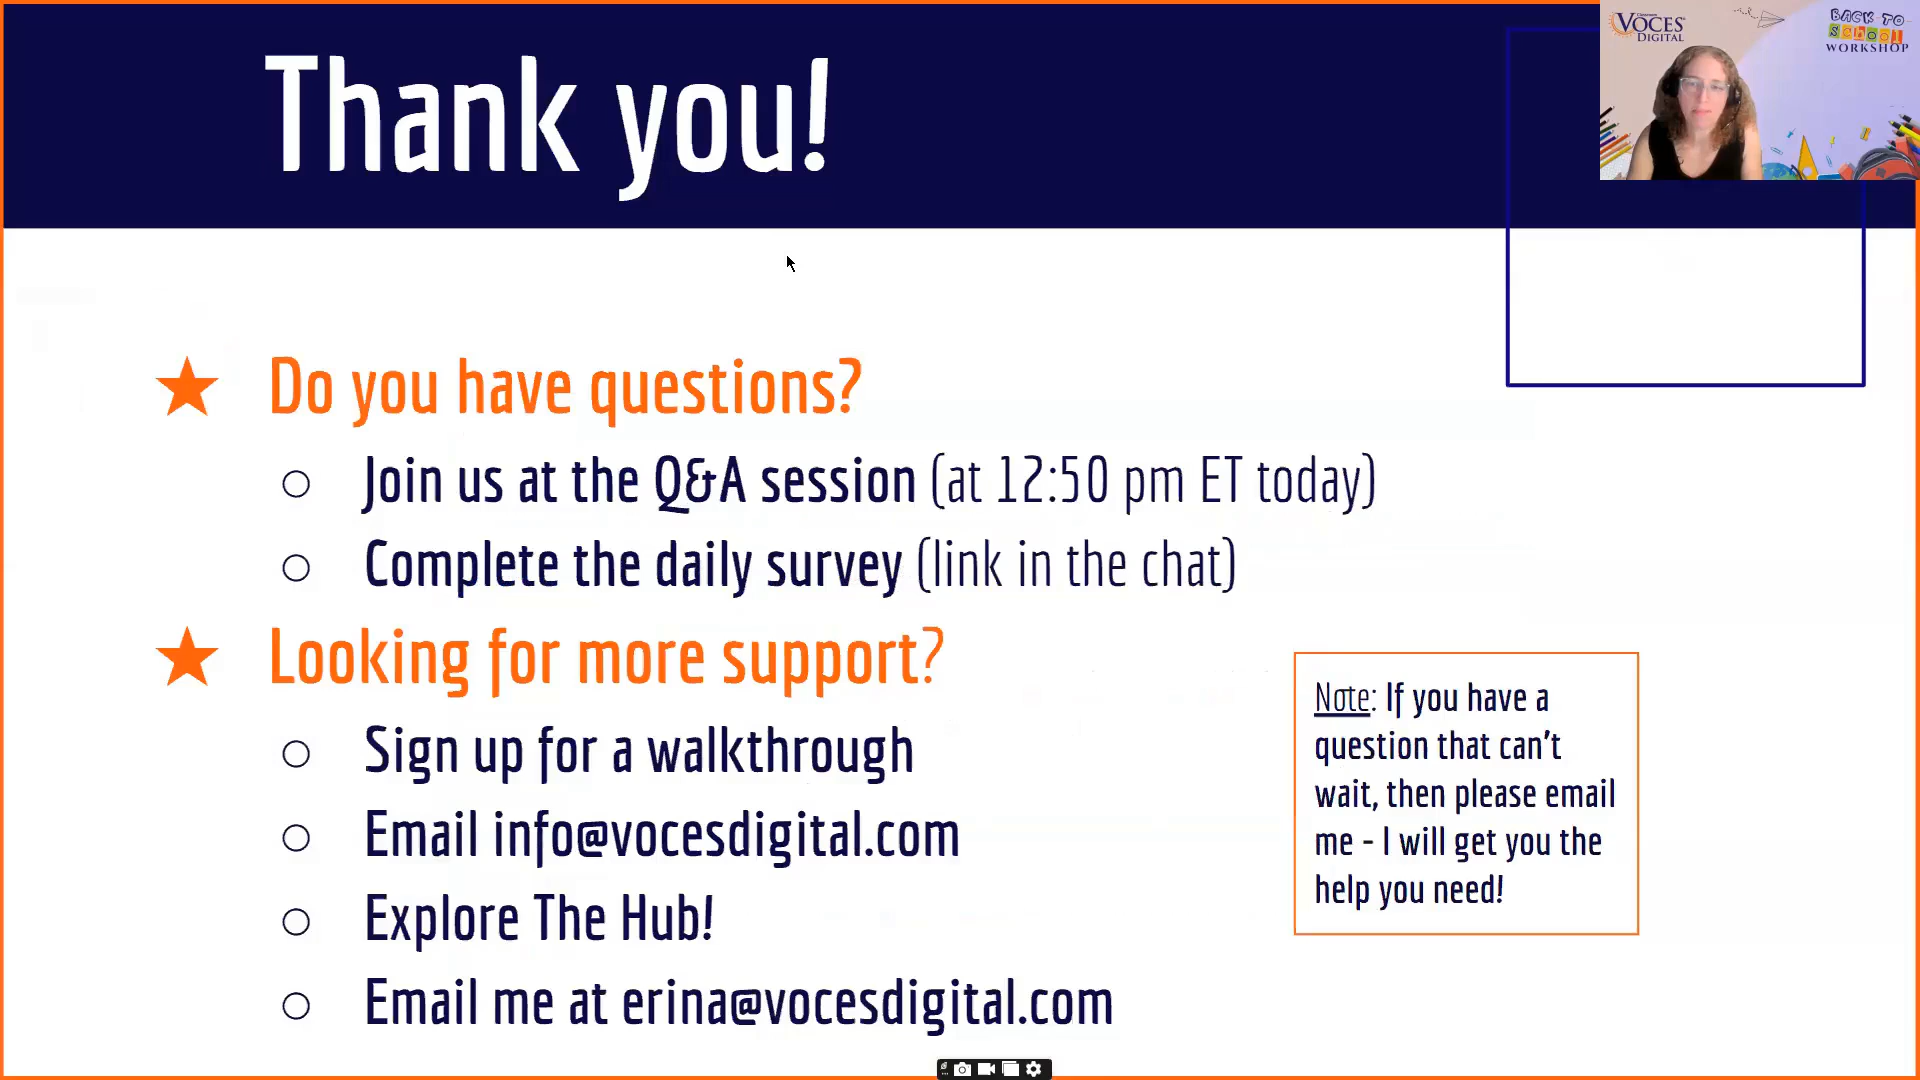 Thank you!
VOCES
DIGITAL
BACK TO
SCHOOL
WORKSHOP
Do you have questions?
Join us at the Q&A session (at 12:50 pm ET today)
Complete the daily survey (link in the chat)
Looking for more support?
Sign up for a walkthrough
Email info@vocesdigital.com
Explore The Hub!
Email me at erina@vocesdigital.com
Note: If you have a
question that can't
wait, then please email
me - I will get you the
help you need!